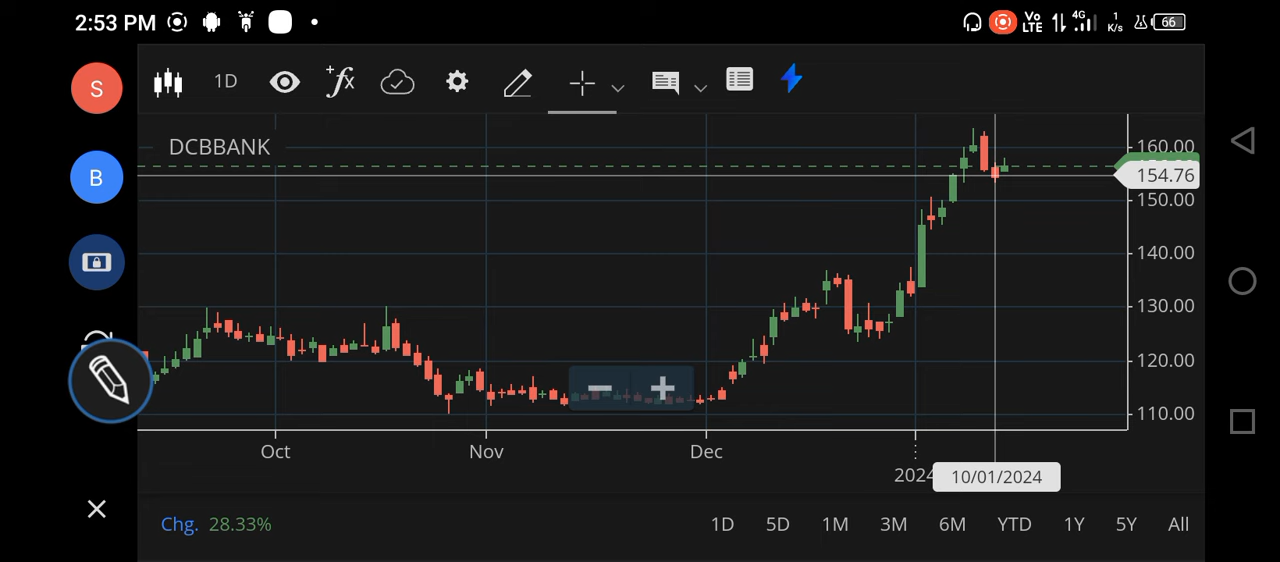 2:53 PM
Vo LTE 4G 1 K/s 66
S
1D
+fx
DCBBANK
160.00
154.76
B
150.00
140.00
130.00
120.00
110.00
Oct Nov Dec
2024 10/01/2024
Chg. 28.33% 1D 5D 1M 3M 6M YTD 1Y 5Y All